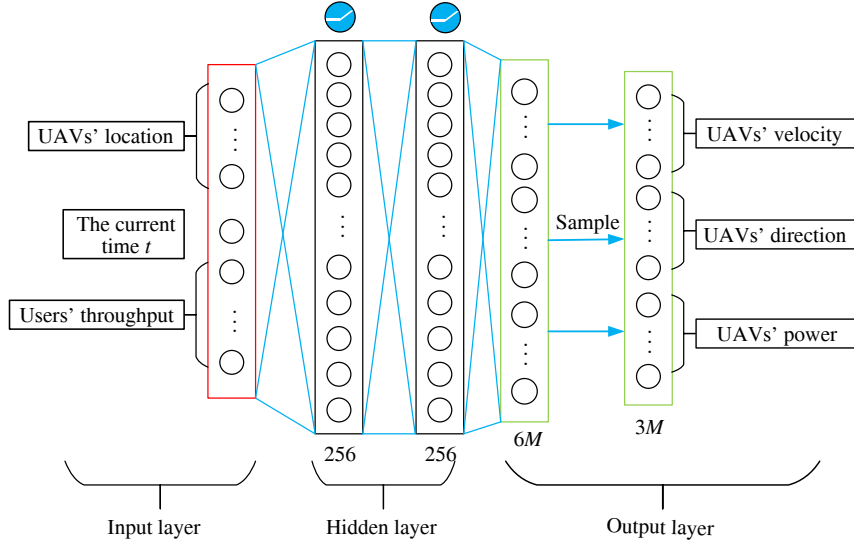 UAVs' location
The current
time t
Users' throughput
Sample
UAVs' velocity
UAVs' direction
UAVs' power
256
256
6M
3M
Input layer
Hidden layer
Output layer